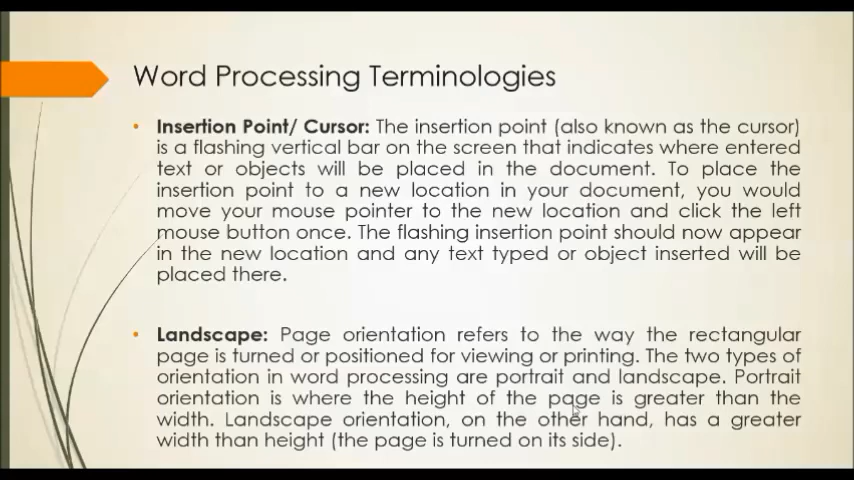 Word Processing Terminologies
• Insertion Point/ Cursor: The insertion point (also known as the cursor)
is a flashing vertical bar on the screen that indicates where entered
text or objects will be placed in the document. To place the
insertion point to a new location in your document, you would
move your mouse pointer to the new location and click the left
mouse button once. The flashing insertion point should now appear
in the new location and any text typed or object inserted will be
placed there.
• Landscape: Page orientation refers to the way the rectangular
page is turned or positioned for viewing or printing. The two types of
orientation in word processing are portrait and landscape. Portrait
orientation is where the height of the page is greater than the
width. Landscape orientation, on the other hand, has a greater
width than height (the page is turned on its side).